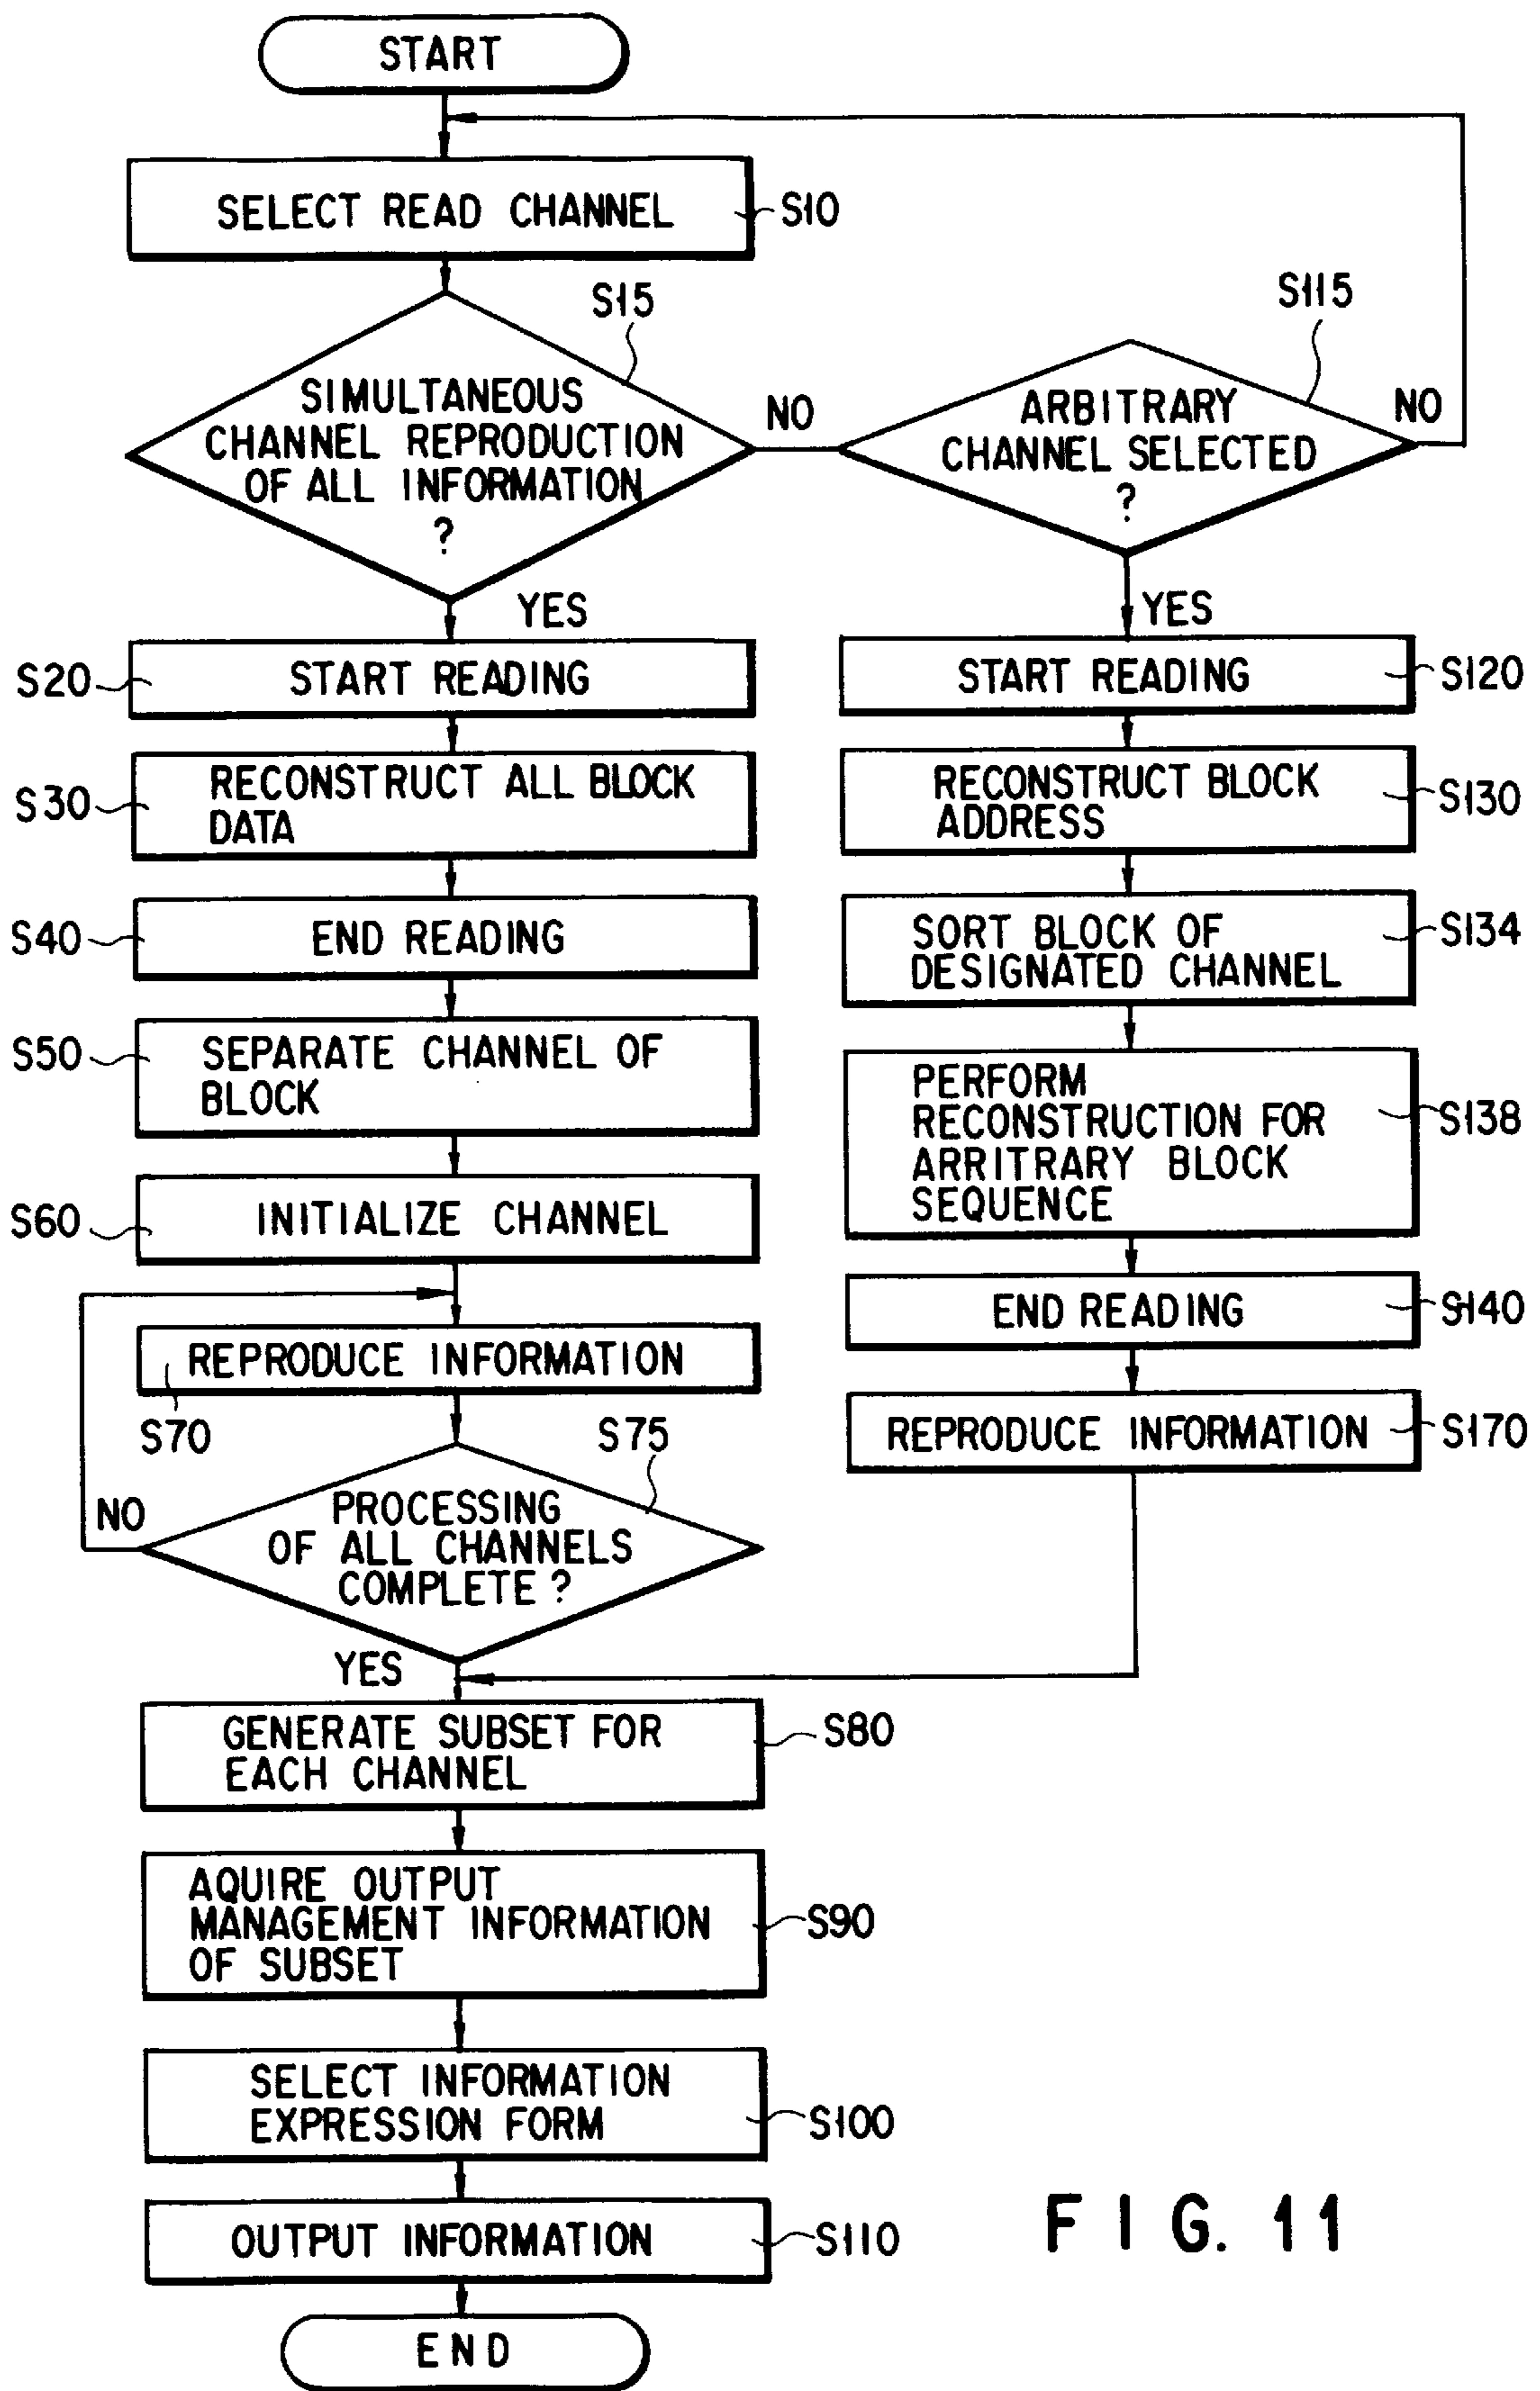 START
SELECT READ CHANNEL
S10
S15
SIMULTANEOUS
CHANNEL REPRODUCTION
OF ALL INFORMATION
?
NO
YES
S115
ARBITRARY
CHANNEL SELECTED
?
NO
YES
S20
START READING
S30
RECONSTRUCT ALL BLOCK
DATA
S40
END READING
S50
SEPARATE CHANNEL OF
BLOCK
S60
INITIALIZE CHANNEL
REPRODUCE INFORMATION
S70
S75
PROCESSING
OF ALL CHANNELS
COMPLETE ?
NO
YES
START READING
S120
RECONSTRUCT BLOCK
ADDRESS
S130
SORT BLOCK OF
DESIGNATED CHANNEL
S134
PERFORM
RECONSTRUCTION FOR
ARRITRARY BLOCK
SEQUENCE
S138
END READING
S140
REPRODUCE INFORMATION
S170
GENERATE SUBSET FOR
EACH CHANNEL
S80
AQUIRE OUTPUT
MANAGEMENT INFORMATION
OF SUBSET
S90
SELECT INFORMATION
EXPRESSION FORM
S100
OUTPUT INFORMATION
S110
END
FIG. 11